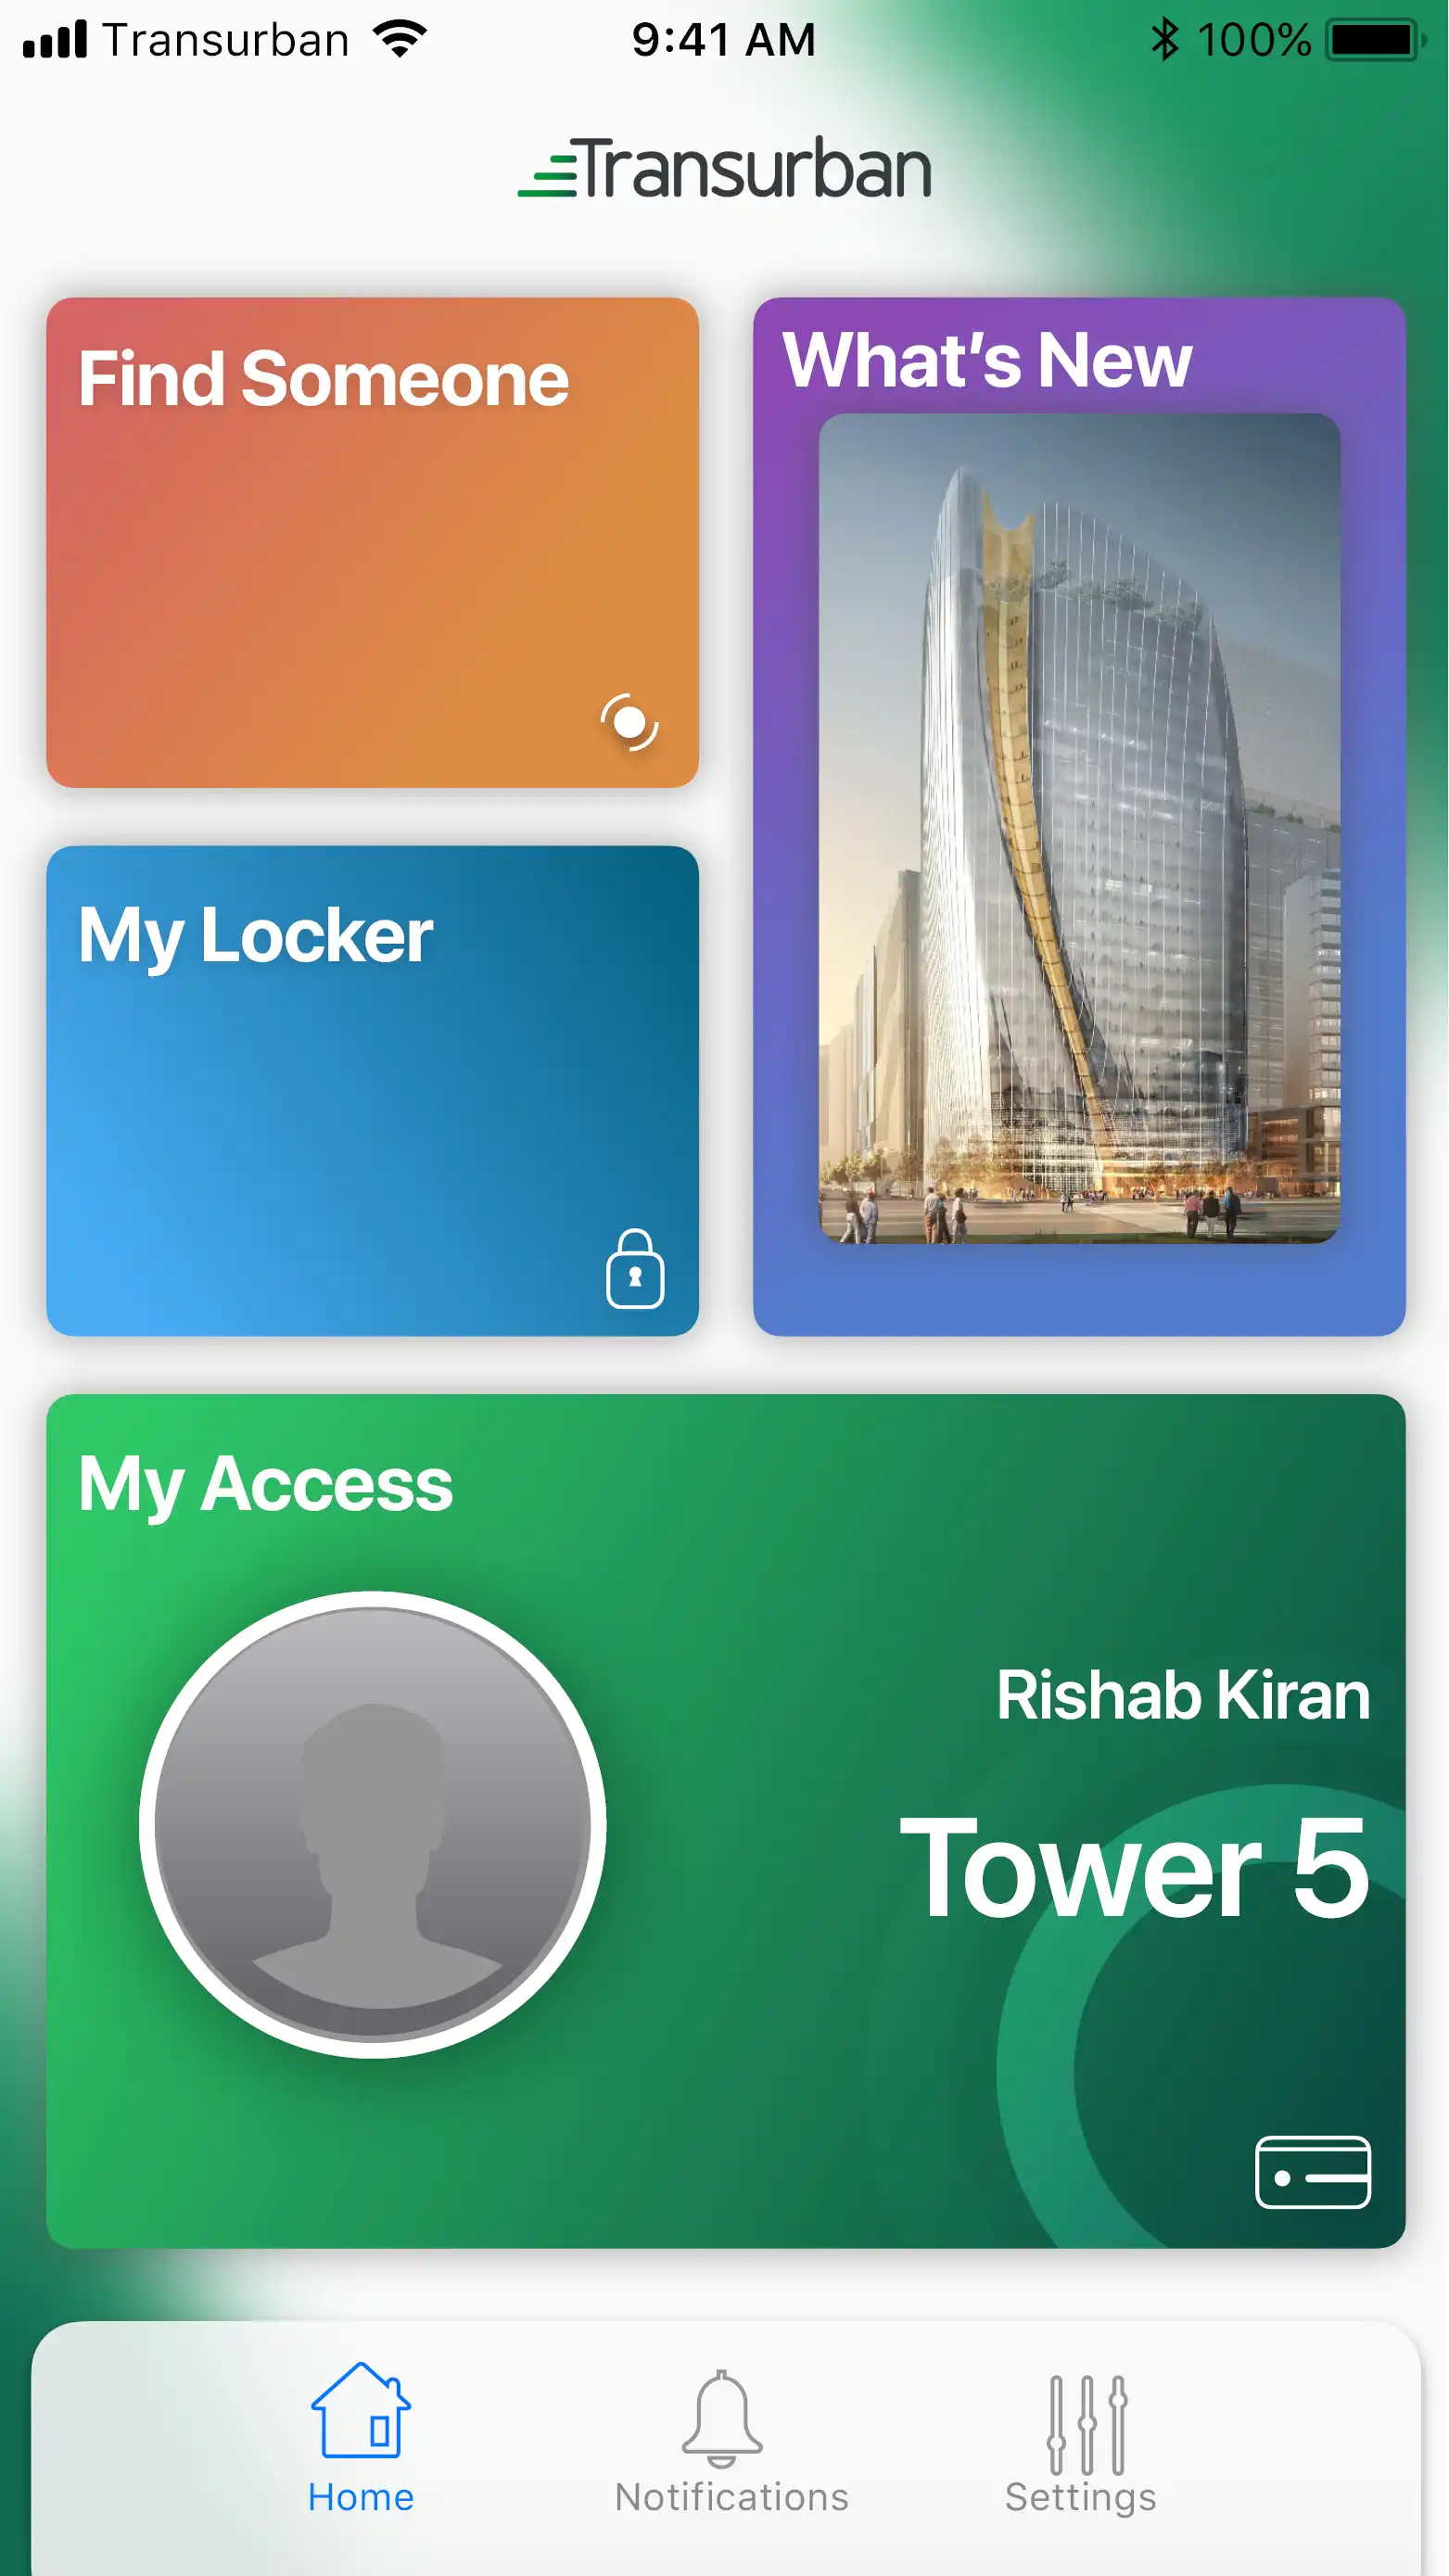 Transurban
9:41 AM
100%
Transurban
Find Someone
What's New
My Locker
My Access
Rishab Kiran
Tower 5
Home
Notifications
Settings